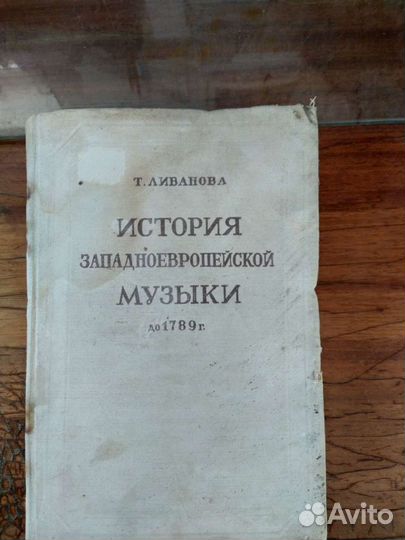 Т. ЛИВАНОВА
ИСТОРИЯ
ЗАПАДНОЕВРОПЕЙСКОЙ
МУЗЫКИ
до 1789 г.
Avito